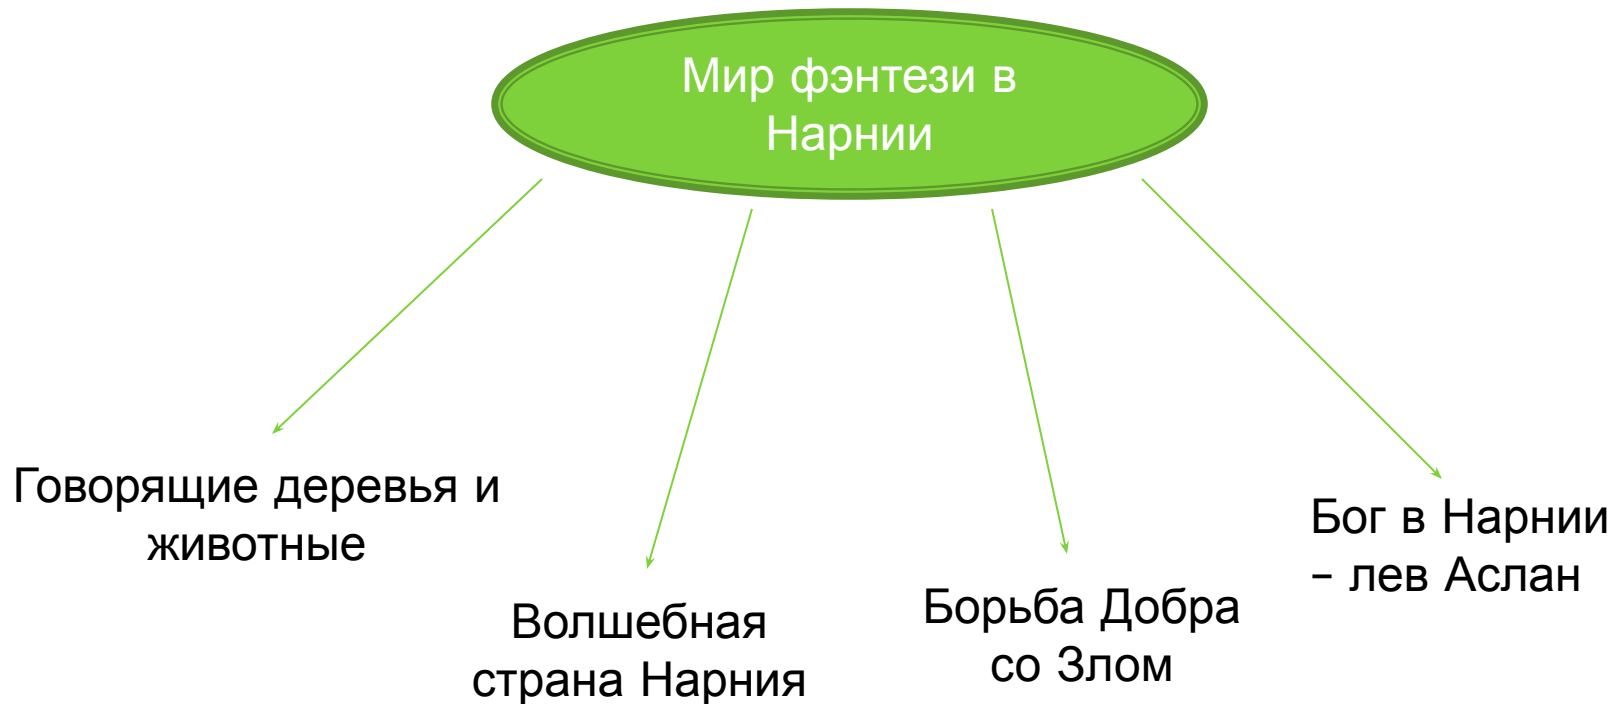 Мир фэнтези в
Нарнии
Говорящие деревья и
животные
Волшебная
страна Нарния
Борьба Добра
со Злом
Бог в Нарнии
– лев Аслан